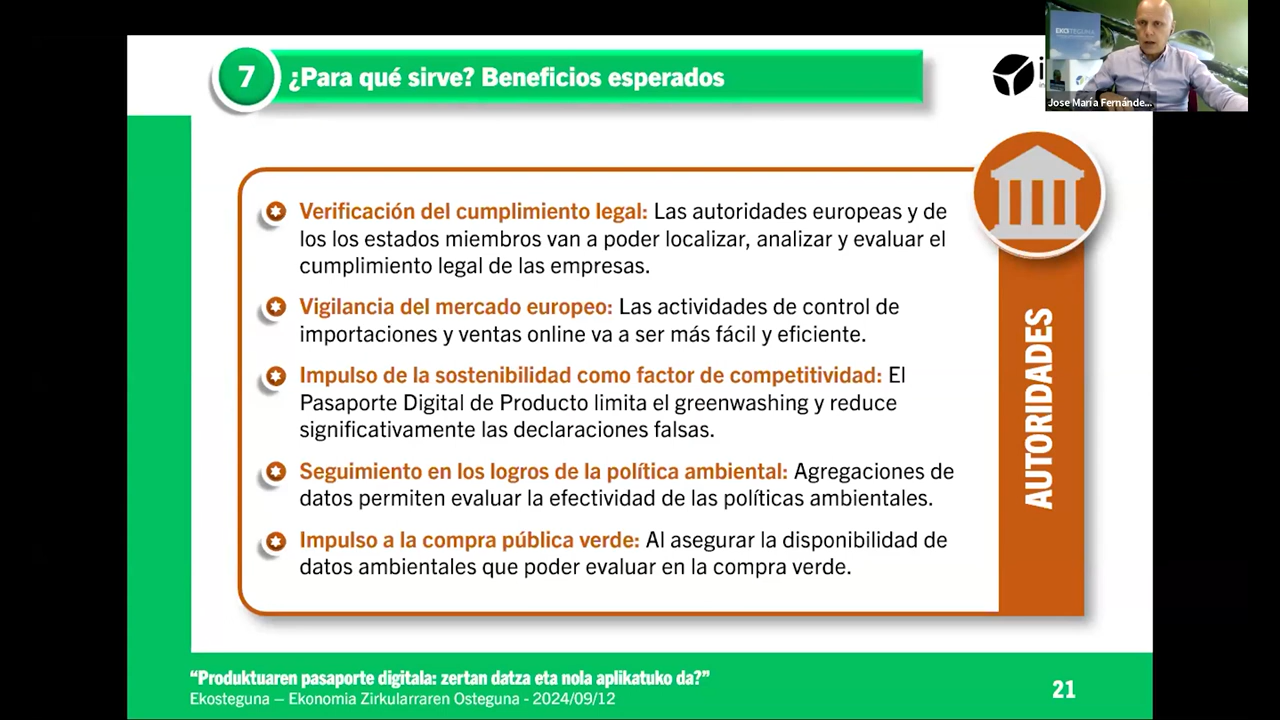 7
¿Para qué sirve? Beneficios esperados
EKOSTEGUNA
Jose María Fernánde...
Verificación del cumplimiento legal: Las autoridades europeas y de
los los estados miembros van a poder localizar, analizar y evaluar el
cumplimiento legal de las empresas.
Vigilancia del mercado europeo: Las actividades de control de
importaciones y ventas online va a ser más fácil y eficiente.
Impulso de la sostenibilidad como factor de competitividad: El
Pasaporte Digital de Producto limita el greenwashing y reduce
significativamente las declaraciones falsas.
Seguimiento en los logros de la política ambiental: Agregaciones de
datos permiten evaluar la efectividad de las políticas ambientales.
Impulso a la compra pública verde: Al asegurar la disponibilidad de
datos ambientales que poder evaluar en la compra verde.
AUTORIDADES
“Produktuaren pasaporte digitala: zertan datza eta nola aplikatuko da?”
Ekosteguna – Ekonomia Zirkularraren Osteguna - 2024/09/12
21